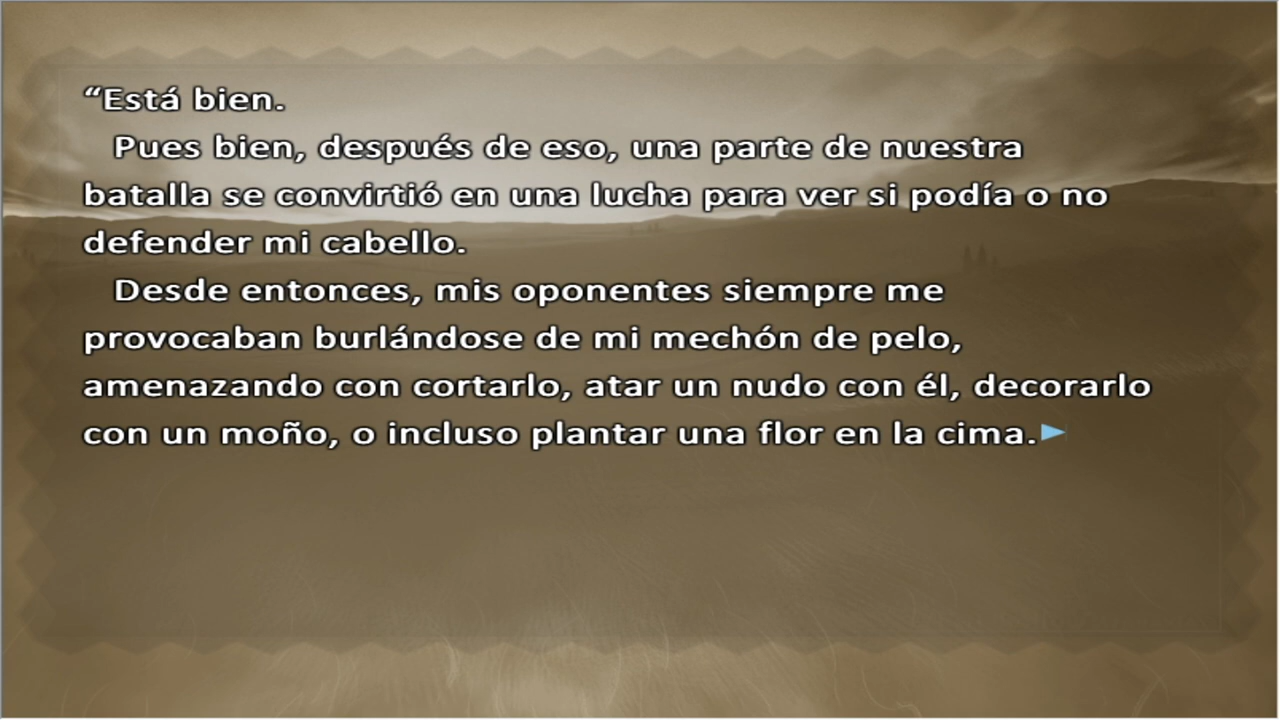 “Está bien.
Pues bien, después de eso, una parte de nuestra
batalla se convirtió en una lucha para ver si podía o no
defender mi cabello.
Desde entonces, mis oponentes siempre me
provocaban burlándose de mi mechón de pelo,
amenazando con cortarlo, atar un nudo con él, decorarlo
con un moño, o incluso plantar una flor en la cima.